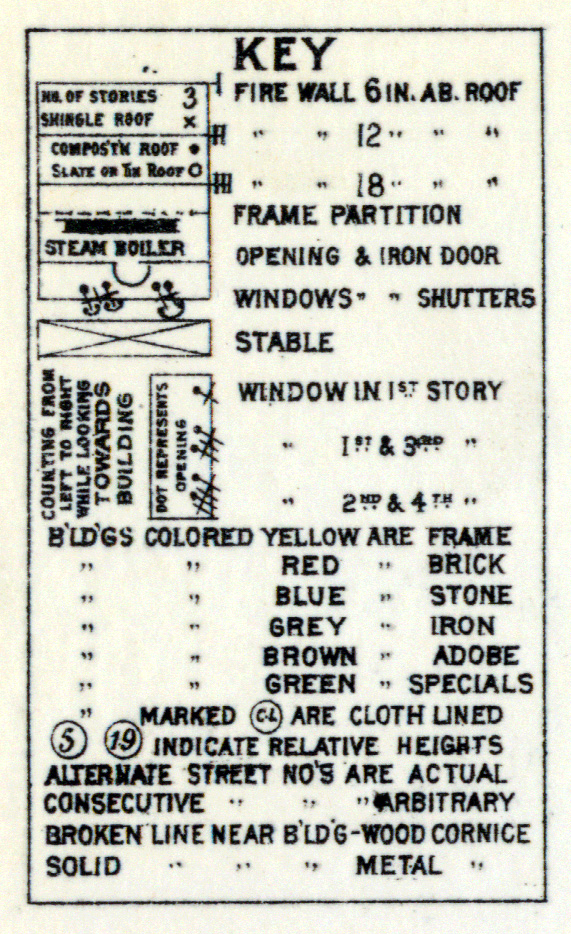 KEY
NO. OF STORIES 3
SHINGLE ROOF x
COMPOS'T'N ROOF •
SLATE OR TIN ROOF O
STEAM BOILER
FIRE WALL 6 IN. AB. ROOF
" " 12 " " "
" " 18 " " "
FRAME PARTITION
OPENING & IRON DOOR
WINDOWS " " SHUTTERS
STABLE
COUNTING FROM
LEFT TO RIGHT
WHILE LOOKING
TOWARDS
BUILDING
DOT REPRESENTS
OPENING
WINDOW IN 1ST STORY
" 1ST & 3RD "
" 2ND & 4TH "
B'LD'GS COLORED YELLOW ARE FRAME
" " RED " BRICK
" " BLUE " STONE
" " GREY " IRON
" " BROWN " ADOBE
" " GREEN " SPECIALS
" MARKED C-L ARE CLOTH LINED
5 19 INDICATE RELATIVE HEIGHTS
ALTERNATE STREET NO'S ARE ACTUAL
CONSECUTIVE " " " ARBITRARY
BROKEN LINE NEAR B'LD'G-WOOD CORNICE
SOLID " " " METAL "